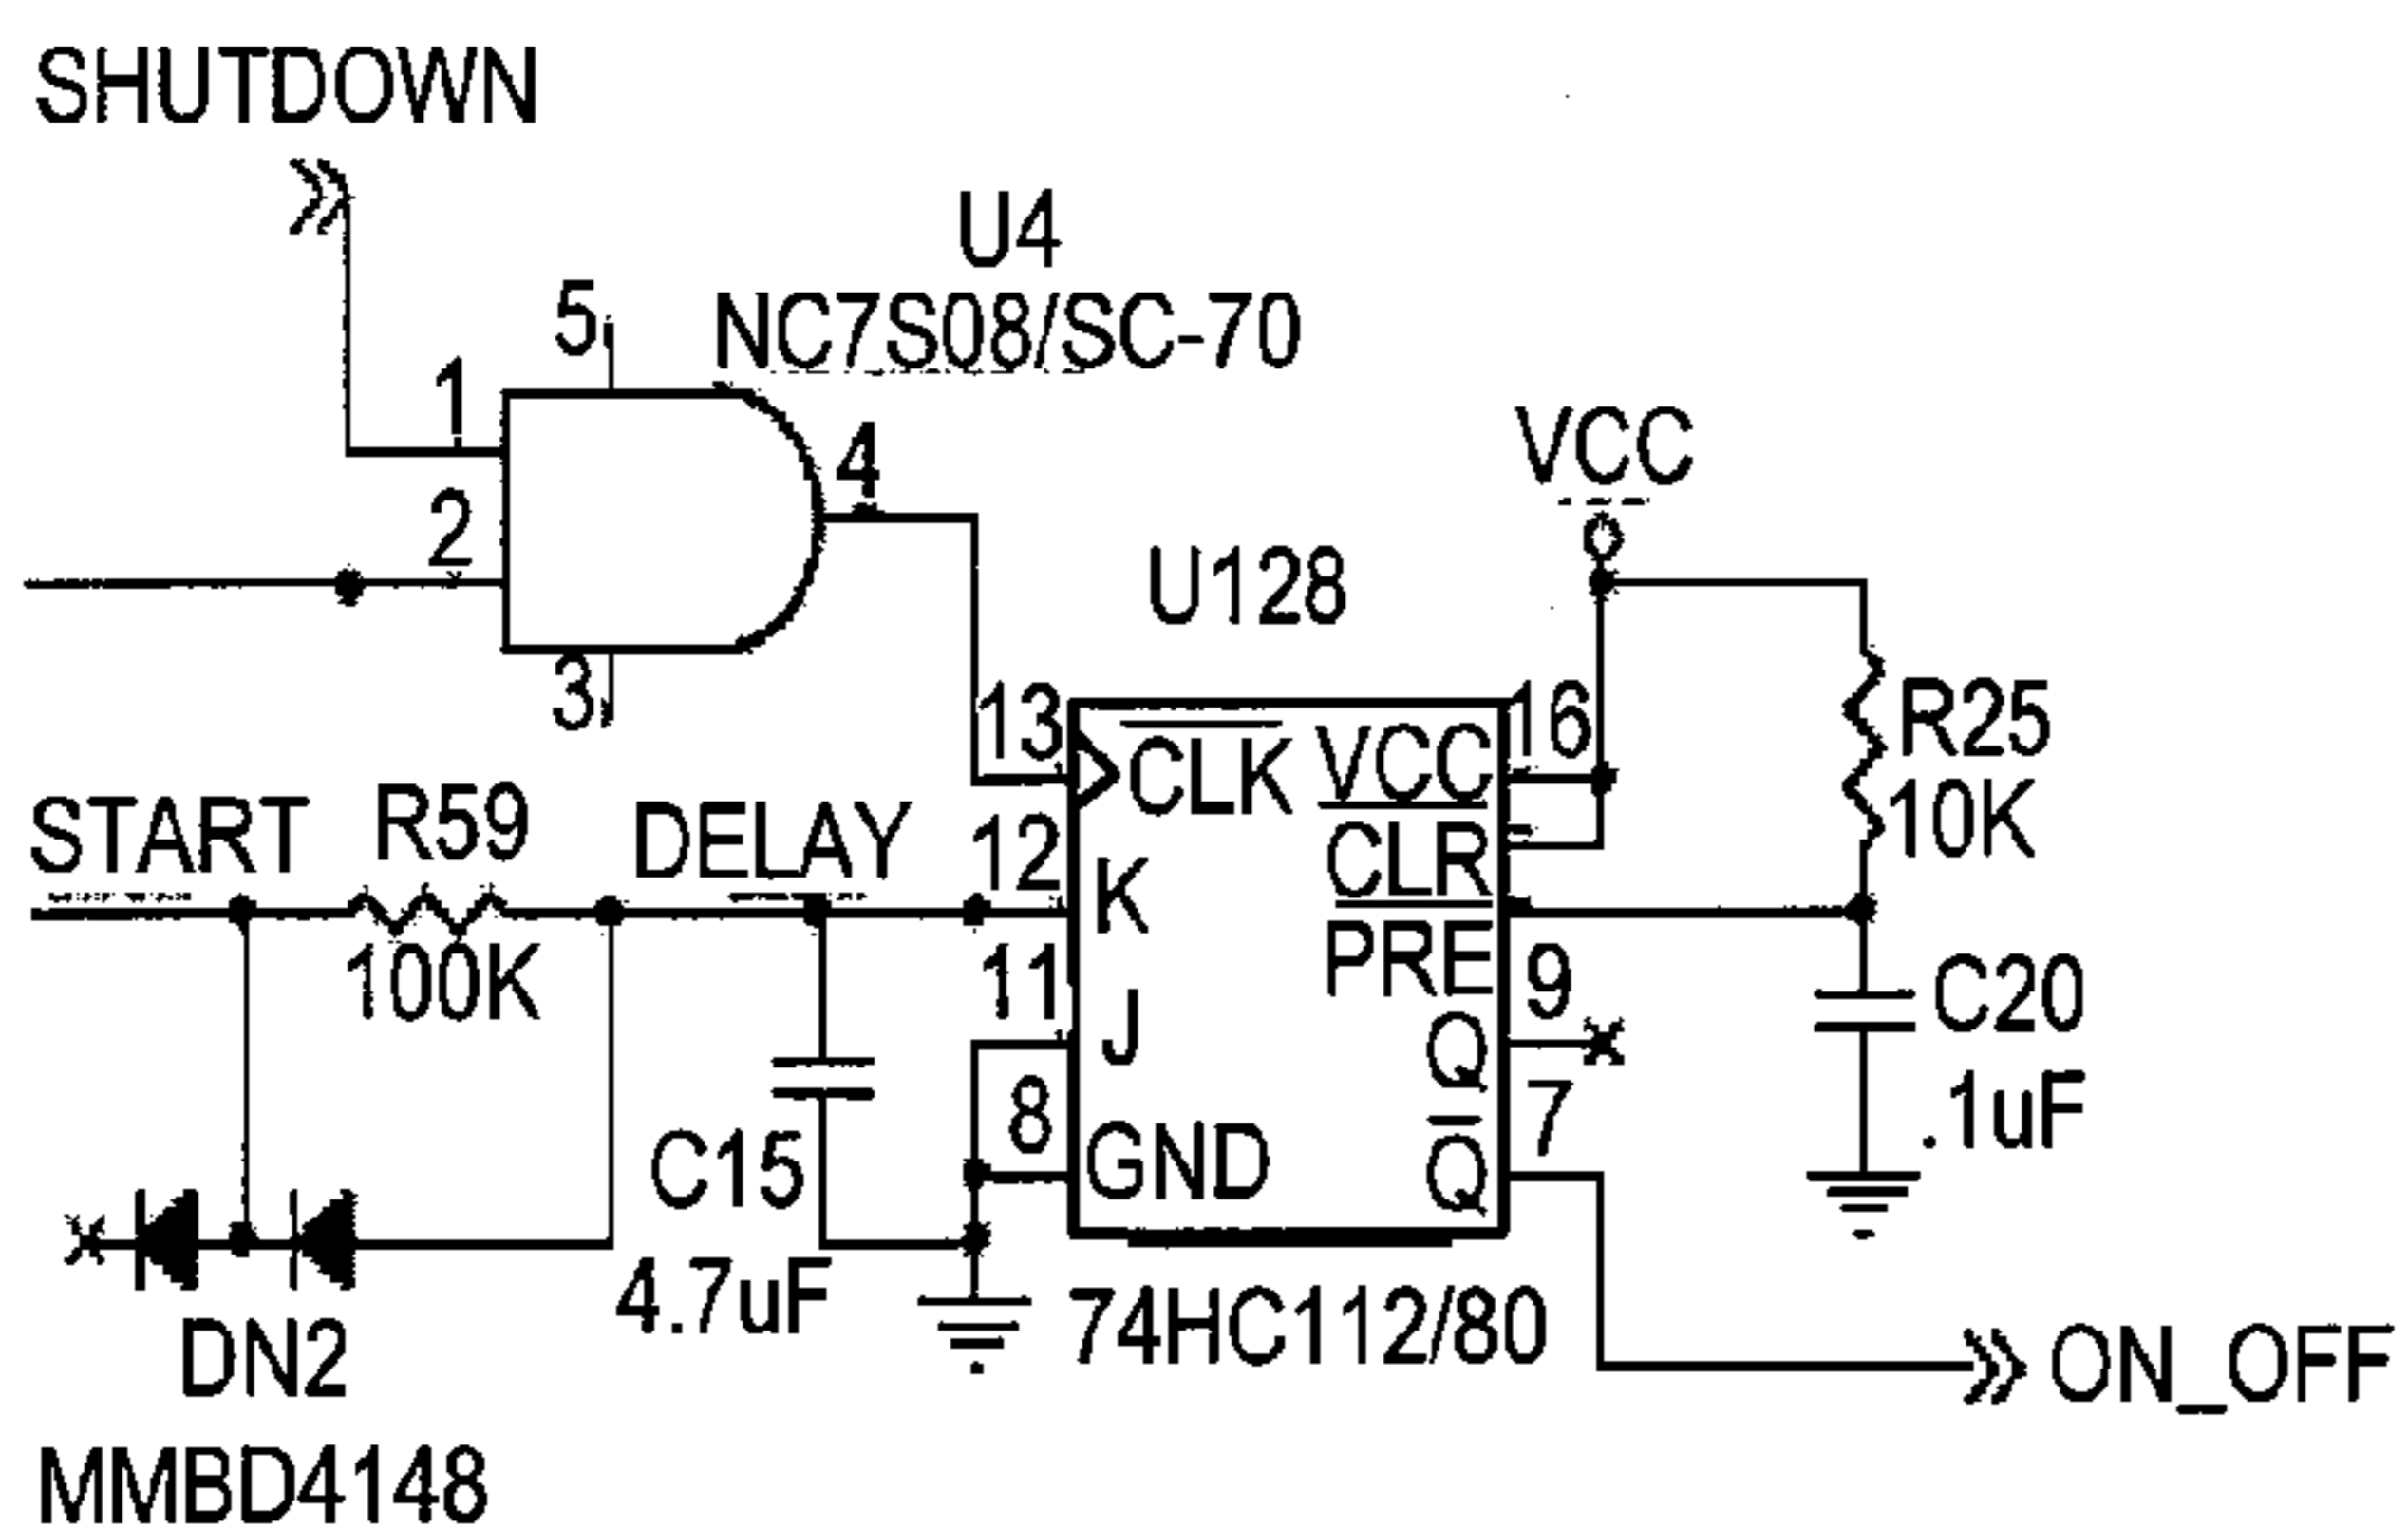 SHUTDOWN
U4
NC7S08/SC-70
5
1
4
2
3
VCC
U128
13
CLK
VCC
16
R25
10K
START
R59
100K
DELAY
12
K
CLR
11
J
PRE
9
Q
C20
.1uF
8
GND
7
Q
C15
4.7uF
DN2
MMBD4148
74HC112/80
ON_OFF